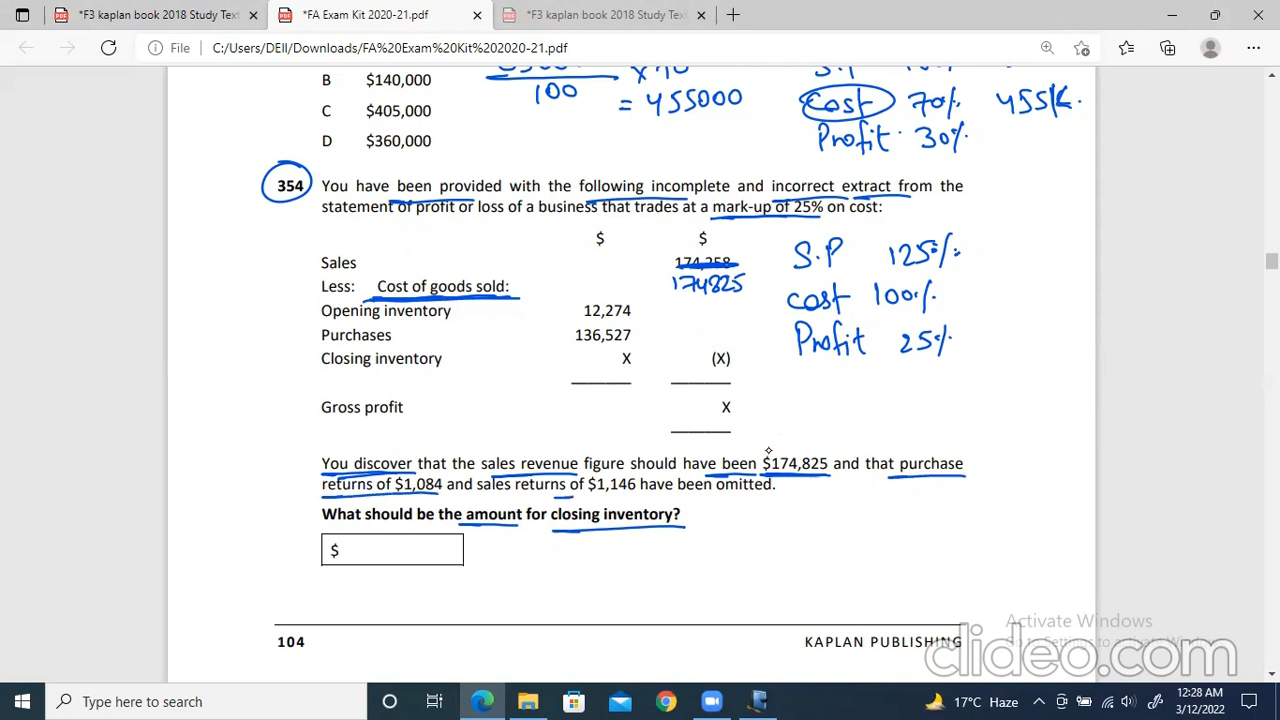 *F3 kaplan book 2018 Study Text
*FA Exam Kit 2020-21.pdf
*F3 kaplan book 2018 Study Text
File C:/Users/DEll/Downloads/FA%20Exam%20Kit%202020-21.pdf
B $140,000
100
= 455000
Cost 70% 455K
C $405,000
Profit 30%
D $360,000
354 You have been provided with the following incomplete and incorrect extract from the
statement of profit or loss of a business that trades at a mark-up of 25% on cost:
$ $
Sales 174,258
174825
S.P 125%
Less: Cost of goods sold:
Cost 100%
Opening inventory 12,274
Purchases 136,527
Profit 25%
Closing inventory X (X)
Gross profit X
You discover that the sales revenue figure should have been $174,825 and that purchase
returns of $1,084 and sales returns of $1,146 have been omitted.
What should be the amount for closing inventory?
$
104 KAPLAN PUBLISHING
Activate Windows
clideo.com
Type here to search
17°C Haze
12:28 AM
3/12/2022